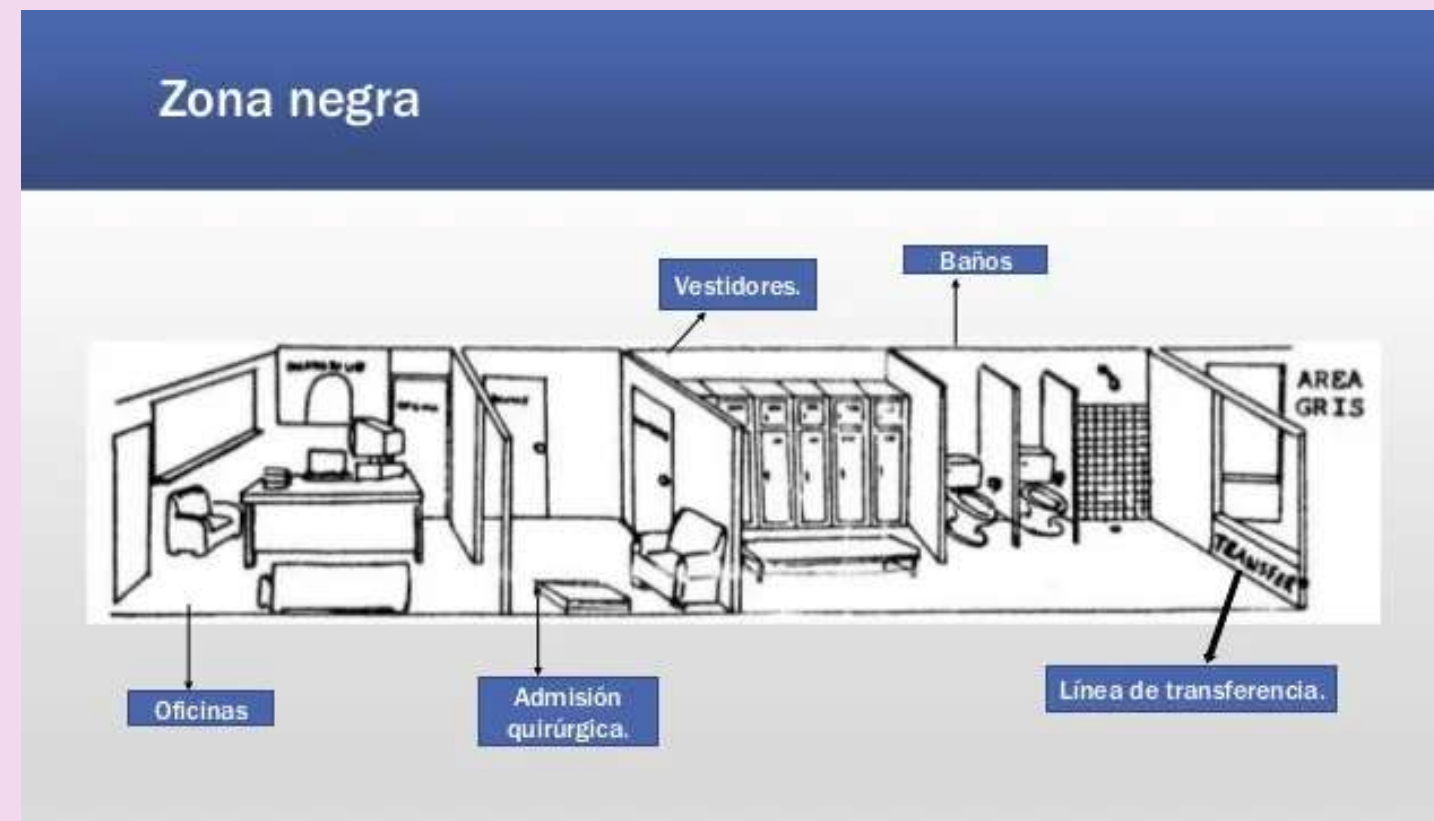 Zona negra
Vestidores.
Baños
AREA
GRIS
TRANSFER
Oficinas
Admisión
quirúrgica.
Línea de transferencia.